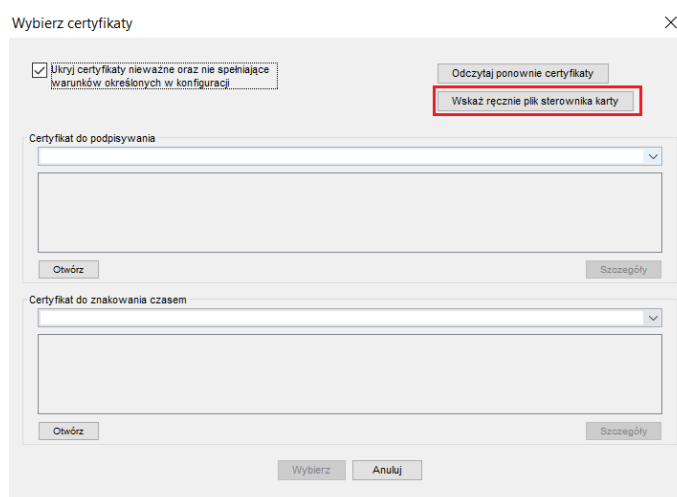 Wybierz certyfikaty
Ukryj certyfikaty nieważne oraz nie spełniające
warunków określonych w konfiguracji
Odczytaj ponownie certyfikaty
Wskaż ręcznie plik sterownika karty
Certyfikat do podpisywania
Otwórz
Szczegóły
Certyfikat do znakowania czasem
Otwórz
Szczegóły
Wybierz
Anuluj